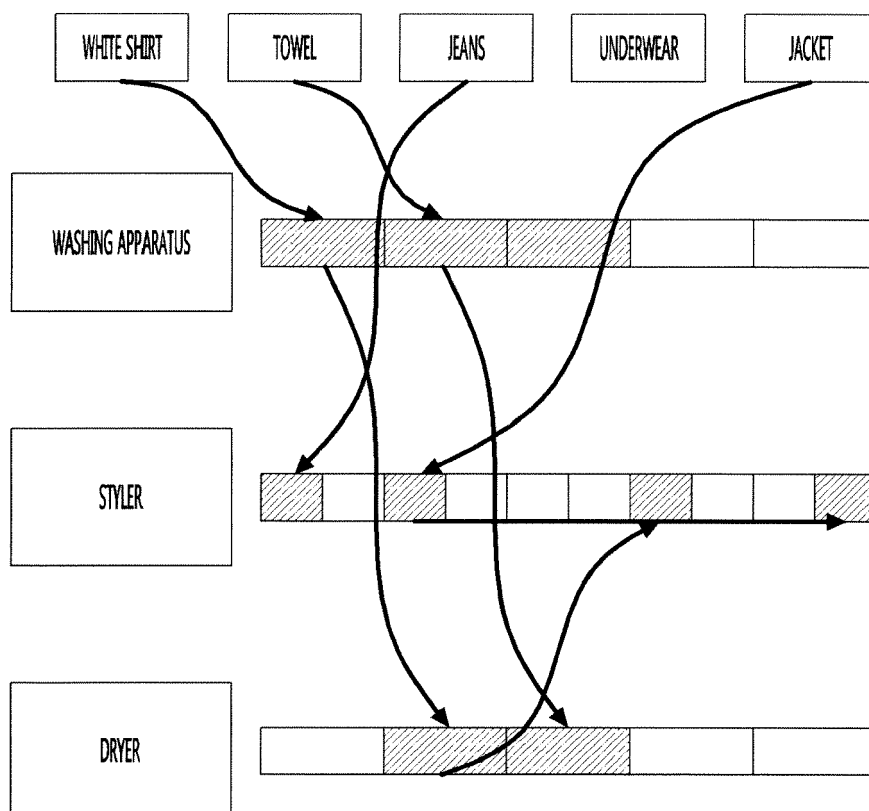 WHITE SHIRT
TOWEL
JEANS
UNDERWEAR
JACKET
WASHING APPARATUS
STYLER
DRYER